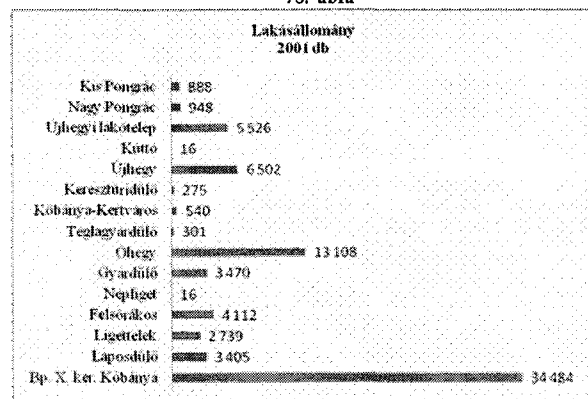 73. ábra
Lakásállomány
2001 db
Kis Pongrác 888
Nagy Pongrác 948
Újhegyi lakótelep 5 526
Kúttó 16
Újhegy 6 502
Keresztúridűlő 275
Kőbánya-Kertváros 540
Téglagyárdűlő 301
Óhegy 13 108
Gyárdűlő 3 470
Népliget 16
Felsőrákos 4 112
Ligettelek 2 739
Laposdűlő 3 405
Bp. X. ker. Kőbánya 34 484